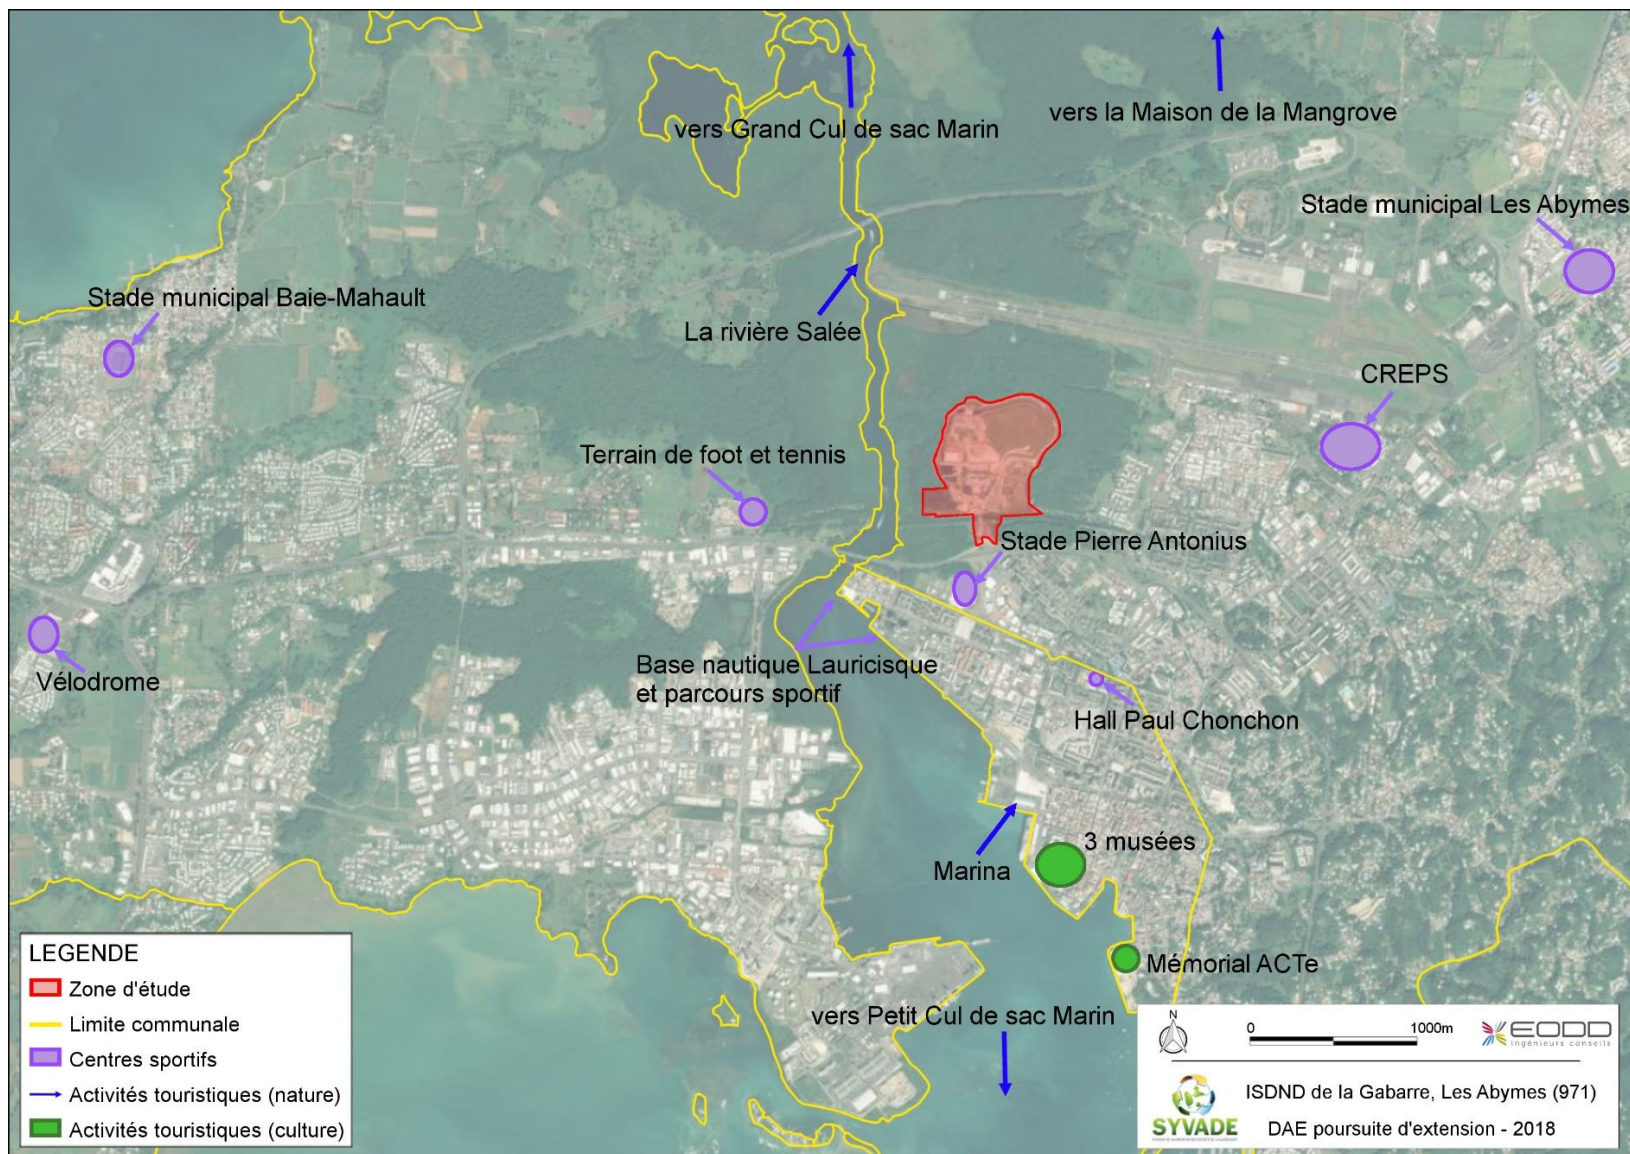 vers Grand Cul de sac Marin
vers la Maison de la Mangrove
Stade municipal Les Abymes
Stade municipal Baie-Mahault
La rivière Salée
CREPS
Terrain de foot et tennis
Stade Pierre Antonius
Base nautique Lauricisque
et parcours sportif
Vélodrome
Hall Paul Chonchon
3 musées
Marina
Mémorial ACTe
vers Petit Cul de sac Marin
LEGENDE
Zone d'étude
Limite communale
Centres sportifs
Activités touristiques (nature)
Activités touristiques (culture)
N
0 1000m
EODD
ingénieurs conseils
SYVADE
ISDND de la Gabarre, Les Abymes (971)
DAE poursuite d'extension - 2018